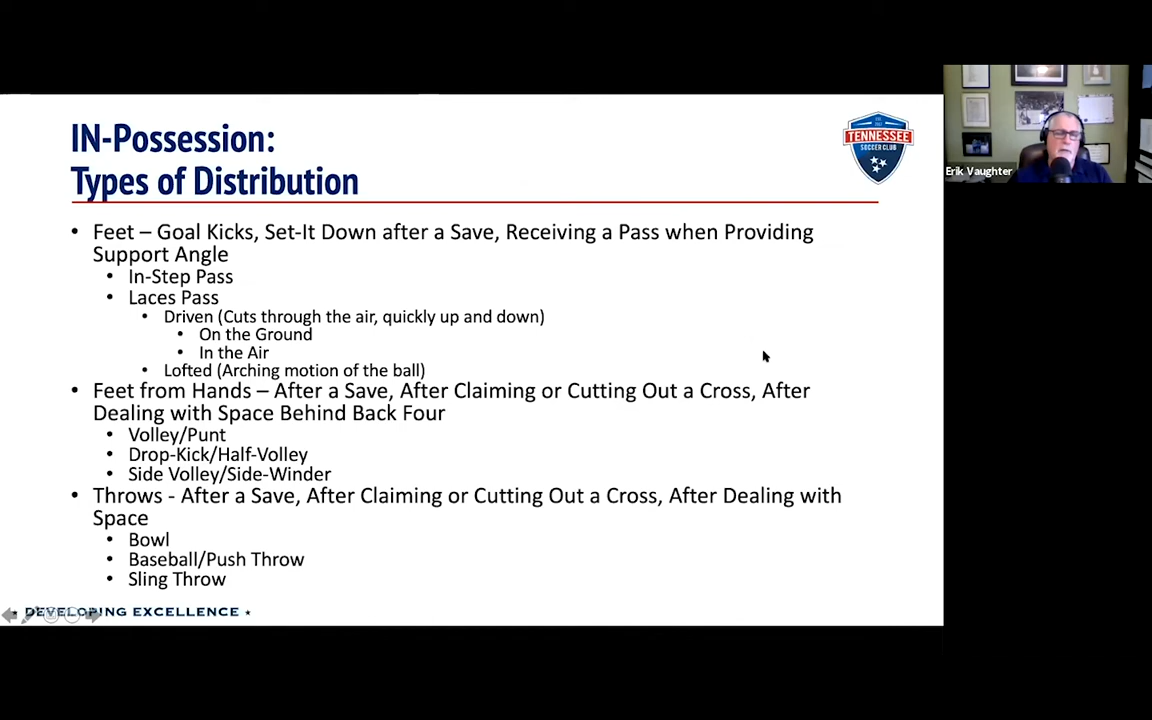 IN-Possession:
Types of Distribution
TENNESSEE
SOCCER CLUB
Erik Vaughter
• Feet – Goal Kicks, Set-It Down after a Save, Receiving a Pass when Providing
Support Angle
• In-Step Pass
• Laces Pass
• Driven (Cuts through the air, quickly up and down)
• On the Ground
• In the Air
• Lofted (Arching motion of the ball)
• Feet from Hands – After a Save, After Claiming or Cutting Out a Cross, After
Dealing with Space Behind Back Four
• Volley/Punt
• Drop-Kick/Half-Volley
• Side Volley/Side-Winder
• Throws - After a Save, After Claiming or Cutting Out a Cross, After Dealing with
Space
• Bowl
• Baseball/Push Throw
• Sling Throw
DEVELOPING EXCELLENCE